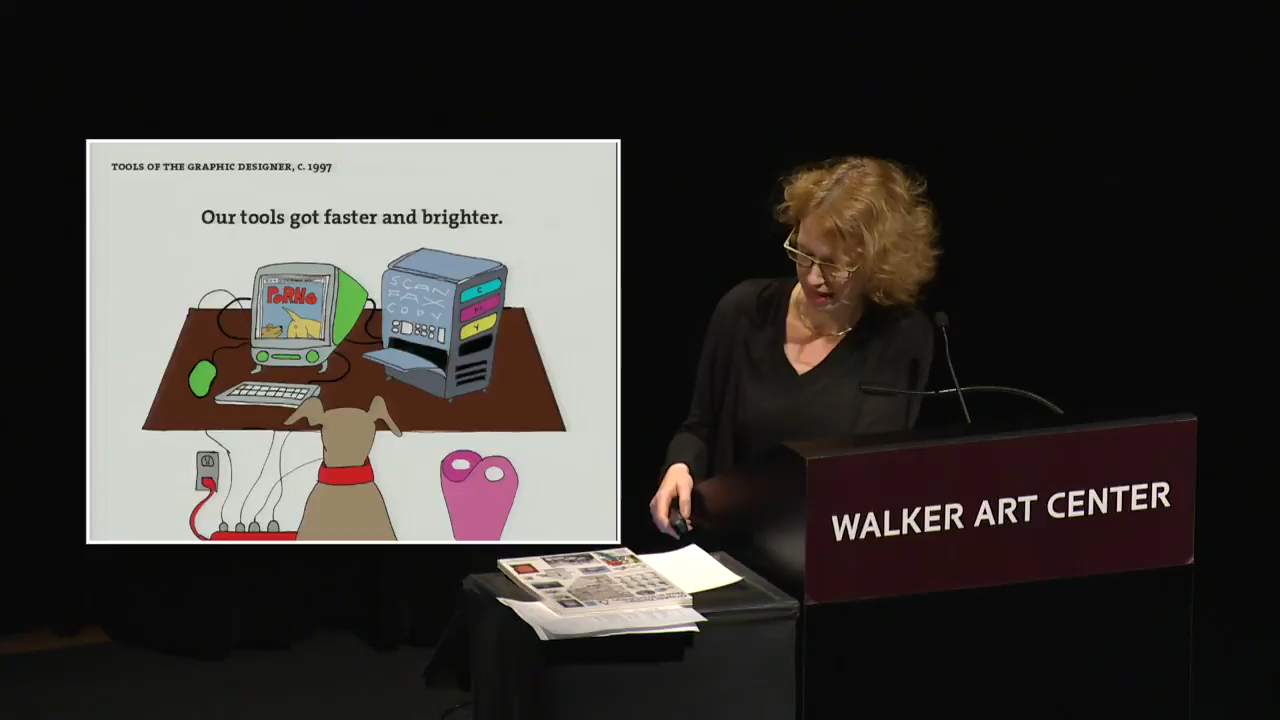 TOOLS OF THE GRAPHIC DESIGNER, C. 1997
Our tools got faster and brighter.
PORNO
SCAN
FAX
COPY
C
M
Y
WALKER ART CENTER